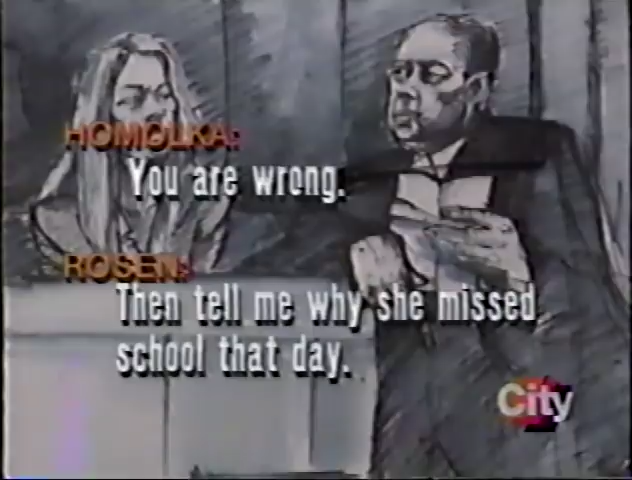 HOMOLKA:
You are wrong.
ROSEN:
Then tell me why she missed
school that day.
City